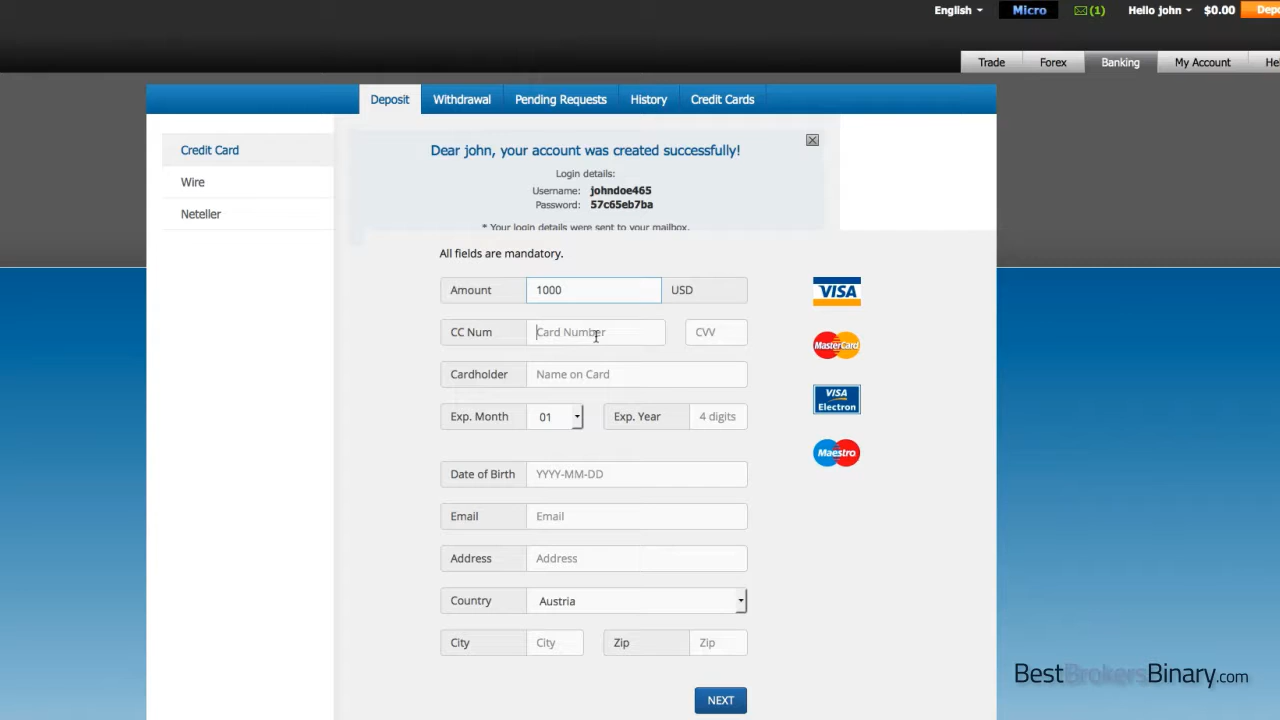 English Micro (1) Hello john $0.00
Trade Forex Banking My Account
Deposit Withdrawal Pending Requests History Credit Cards
Credit Card
Wire
Neteller
Dear john, your account was created successfully!
Login details:
Username: johndoe465
Password: 57c65eb7ba
* Your login details were sent to your mailbox.
All fields are mandatory.
Amount 1000 USD
CC Num Card Number CVV
Cardholder Name on Card
Exp. Month 01 Exp. Year 4 digits
Date of Birth YYYY-MM-DD
Email Email
Address Address
Country Austria
City City Zip Zip
NEXT
VISA
MasterCard
VISA
Electron
Maestro
BestBrokersBinary.com